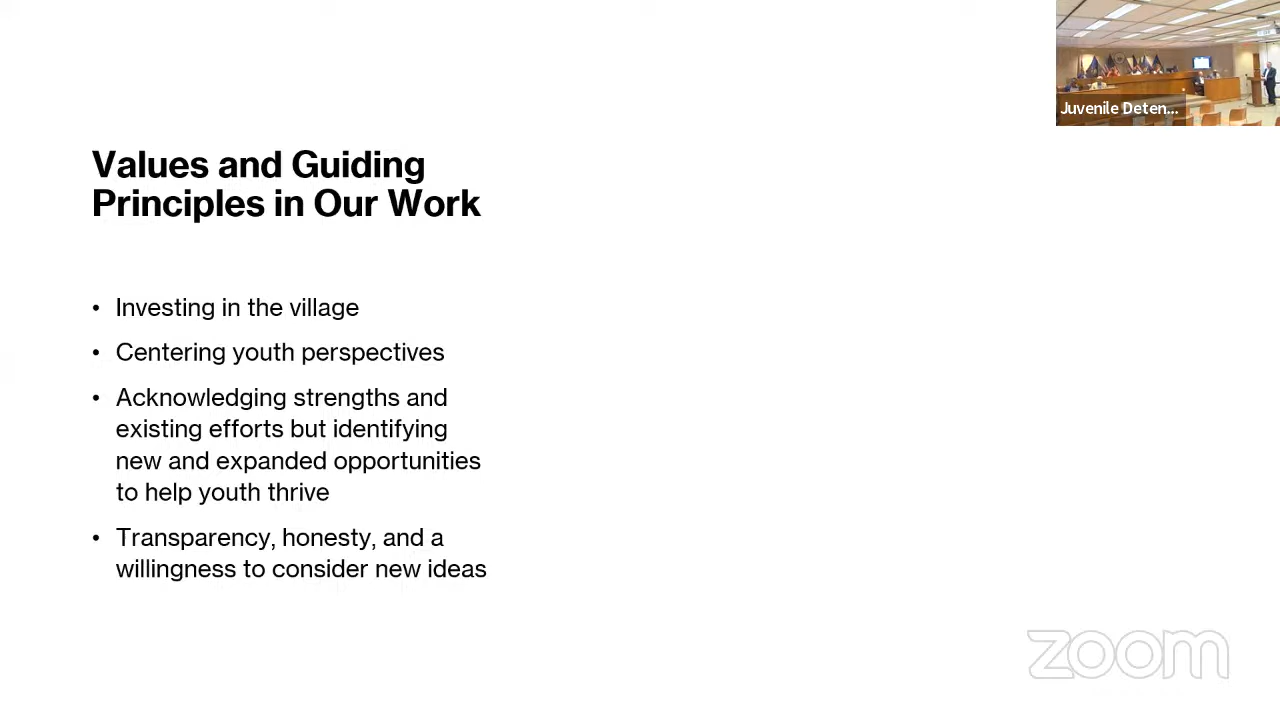 Juvenile Deten...
Values and Guiding
Principles in Our Work
• Investing in the village
• Centering youth perspectives
• Acknowledging strengths and
existing efforts but identifying
new and expanded opportunities
to help youth thrive
• Transparency, honesty, and a
willingness to consider new ideas
zoom